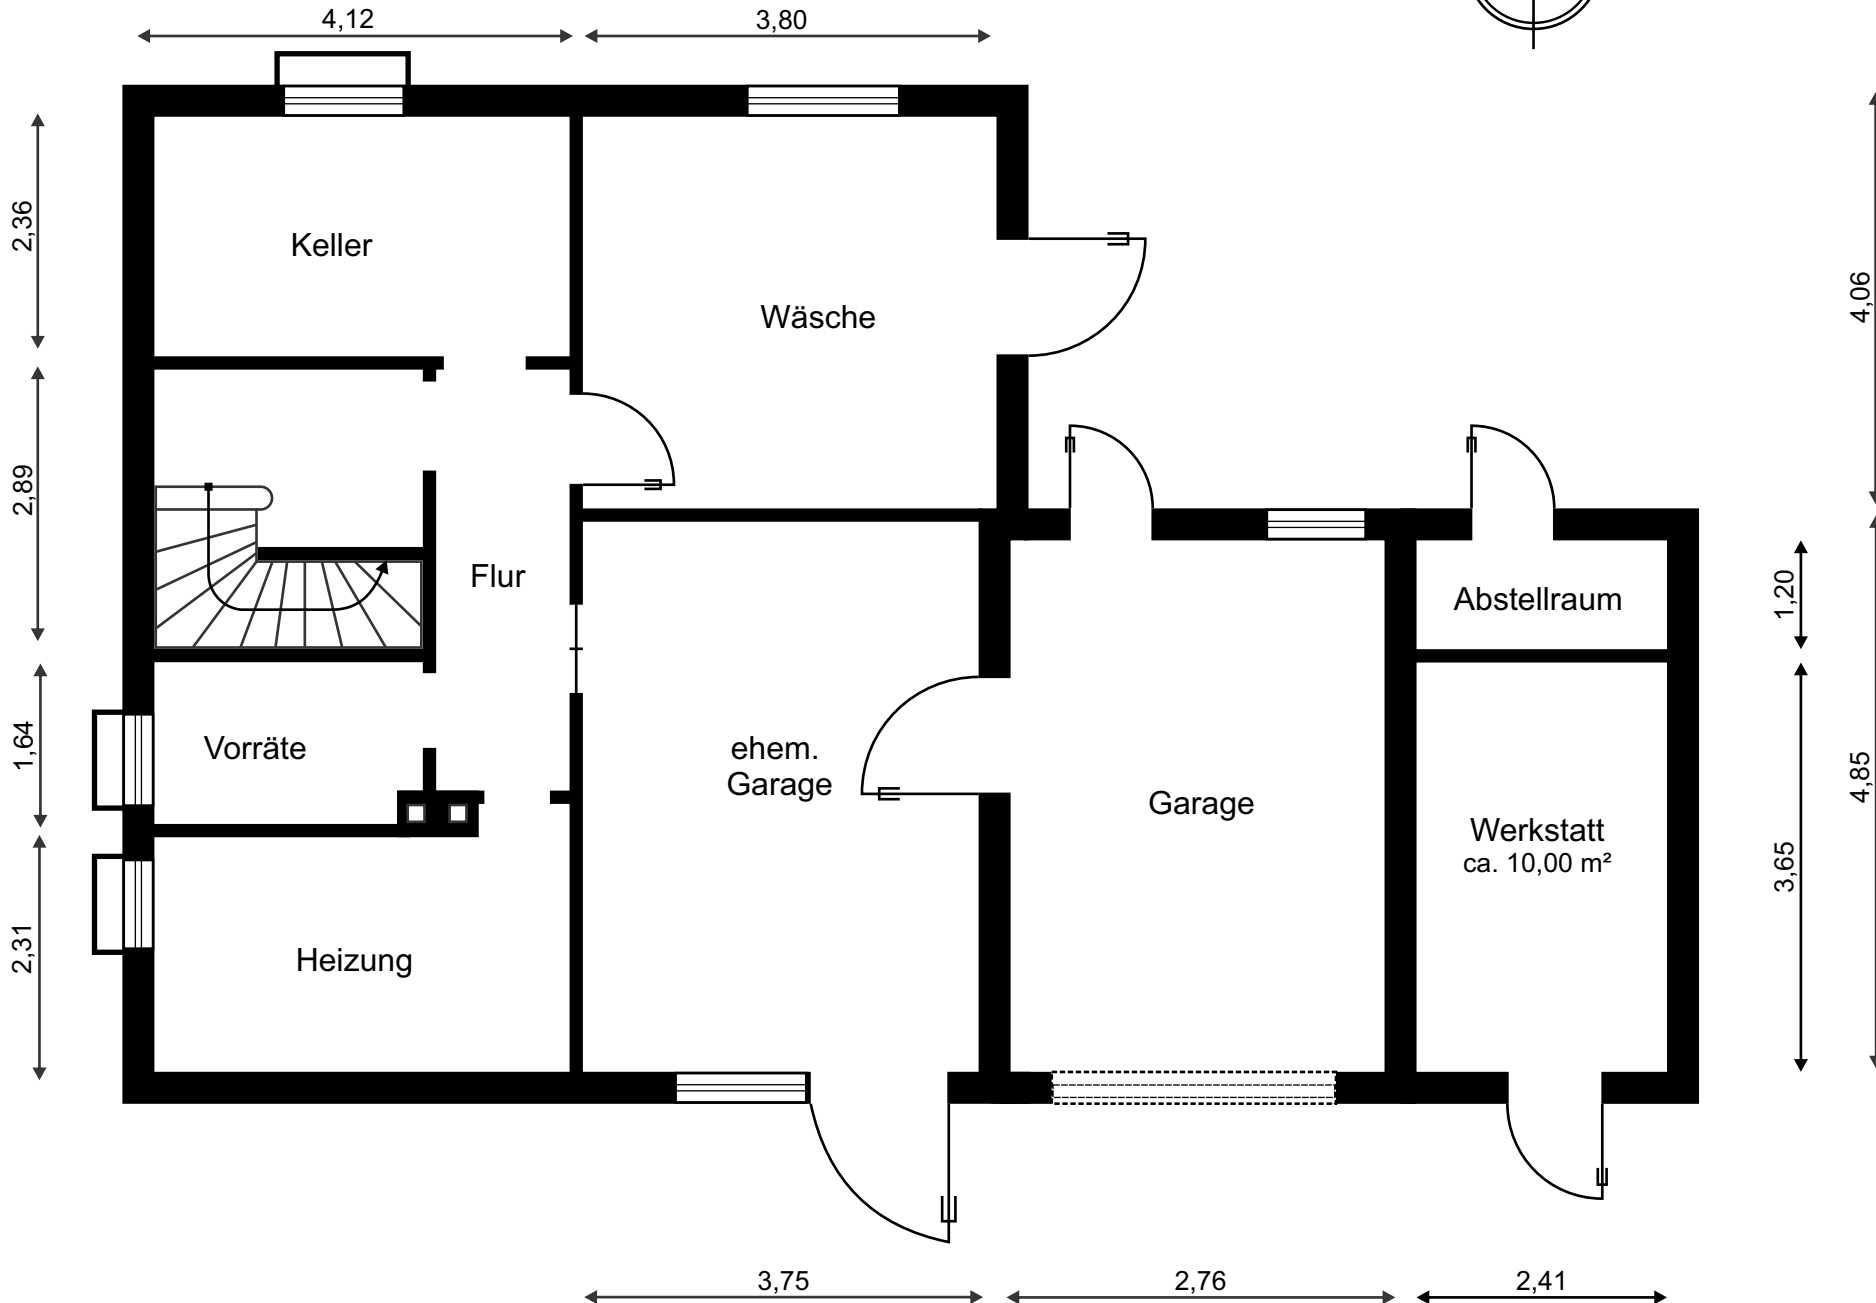 4,12
3,80
2,36
Keller
Wäsche
4,06
2,89
Flur
Abstellraum
1,20
1,64
Vorräte
ehem.
Garage
Garage
4,85
Werkstatt
ca. 10,00 m²
3,65
2,31
Heizung
3,75
2,76
2,41